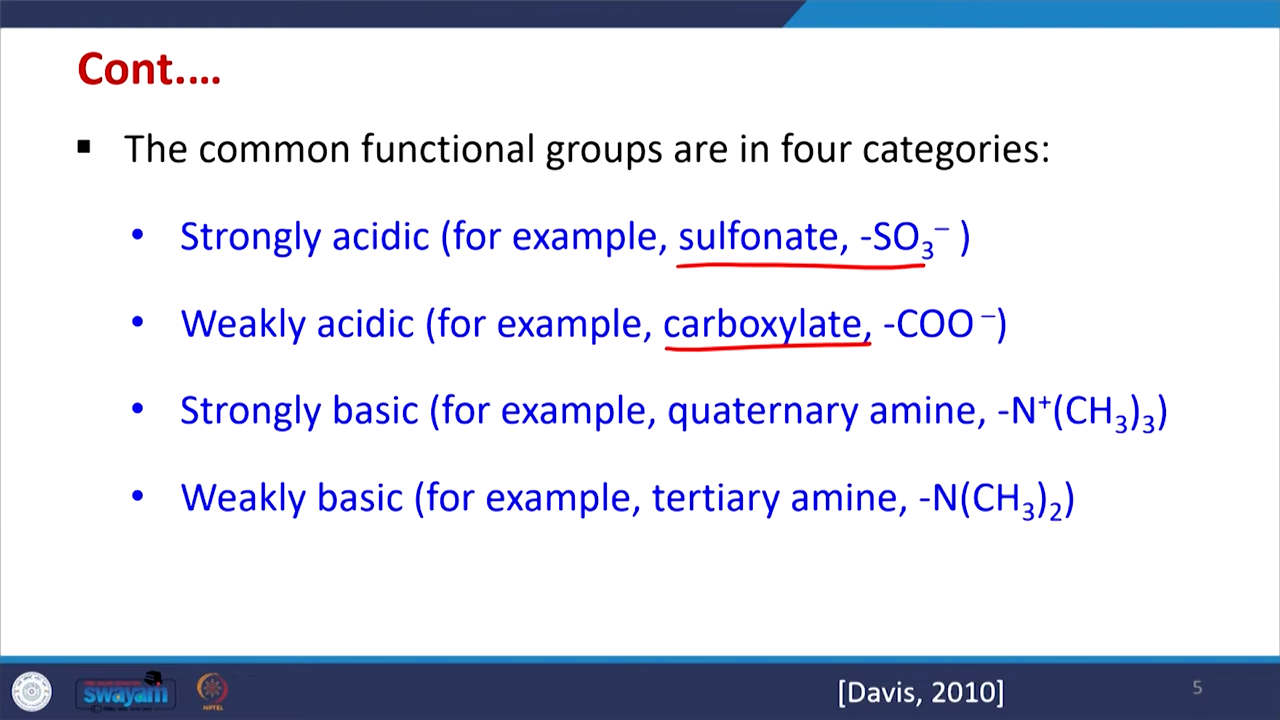 Cont....
▪ The common functional groups are in four categories:
• Strongly acidic (for example, sulfonate, -SO₃⁻ )
• Weakly acidic (for example, carboxylate, -COO ⁻)
• Strongly basic (for example, quaternary amine, -N⁺(CH₃)₃)
• Weakly basic (for example, tertiary amine, -N(CH₃)₂)
swayam
NPTEL
[Davis, 2010]
5